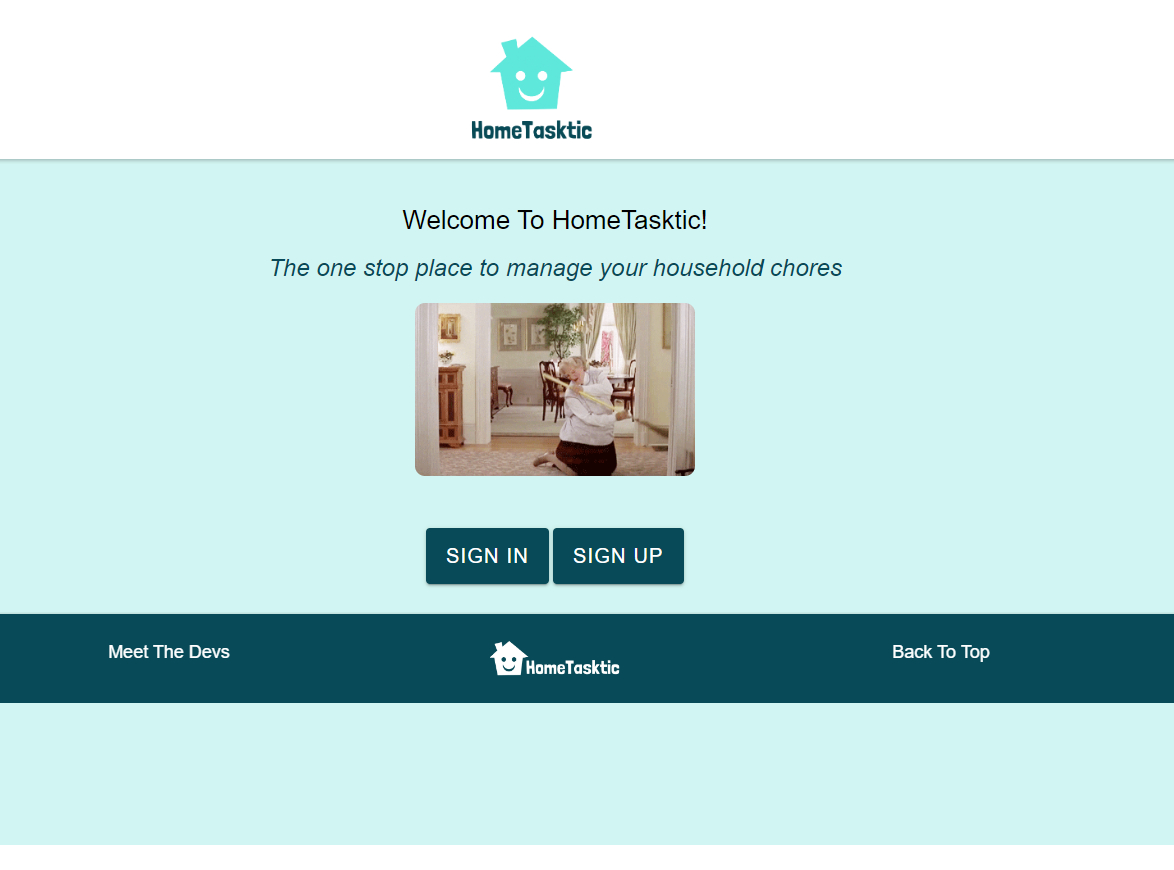 HomeTasktic
Welcome To HomeTasktic!
The one stop place to manage your household chores
SIGN IN SIGN UP
Meet The Devs HomeTasktic Back To Top